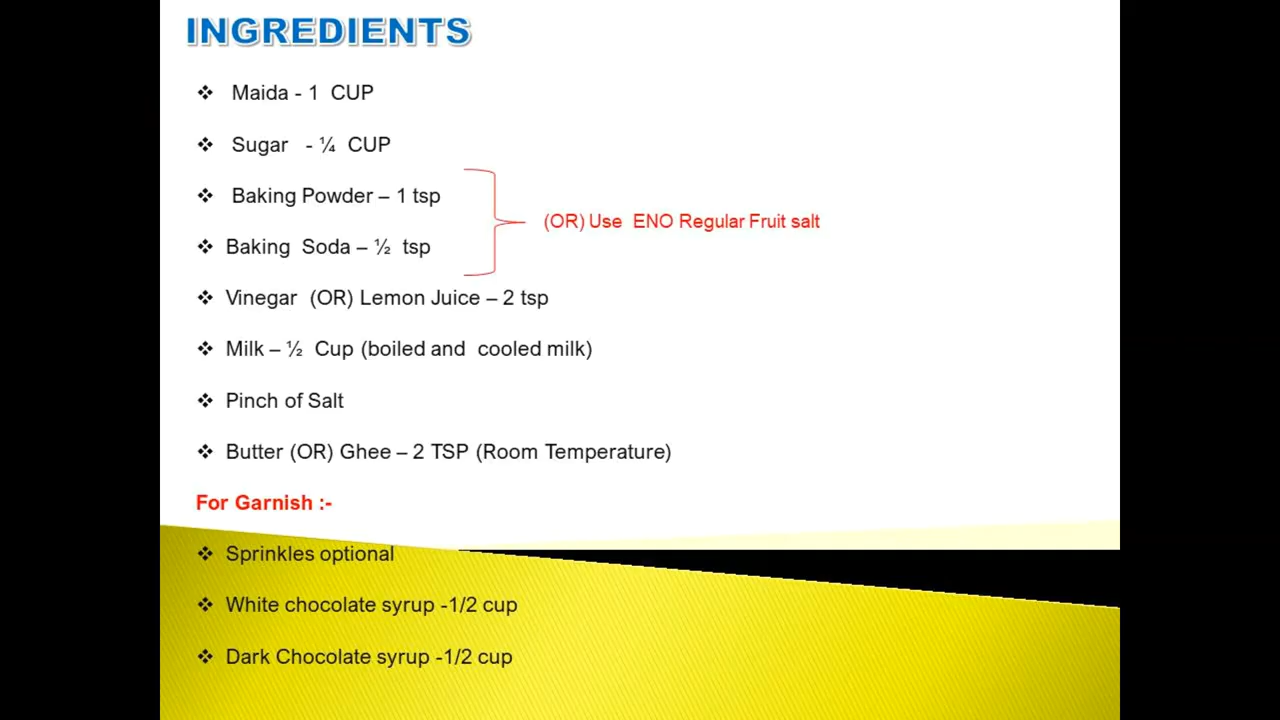 INGREDIENTS
❖ Maida - 1 CUP
❖ Sugar - ¼ CUP
❖ Baking Powder – 1 tsp
(OR) Use ENO Regular Fruit salt
❖ Baking Soda – ½ tsp
❖ Vinegar (OR) Lemon Juice – 2 tsp
❖ Milk – ½ Cup (boiled and cooled milk)
❖ Pinch of Salt
❖ Butter (OR) Ghee – 2 TSP (Room Temperature)
For Garnish :-
❖ Sprinkles optional
❖ White chocolate syrup -1/2 cup
❖ Dark Chocolate syrup -1/2 cup